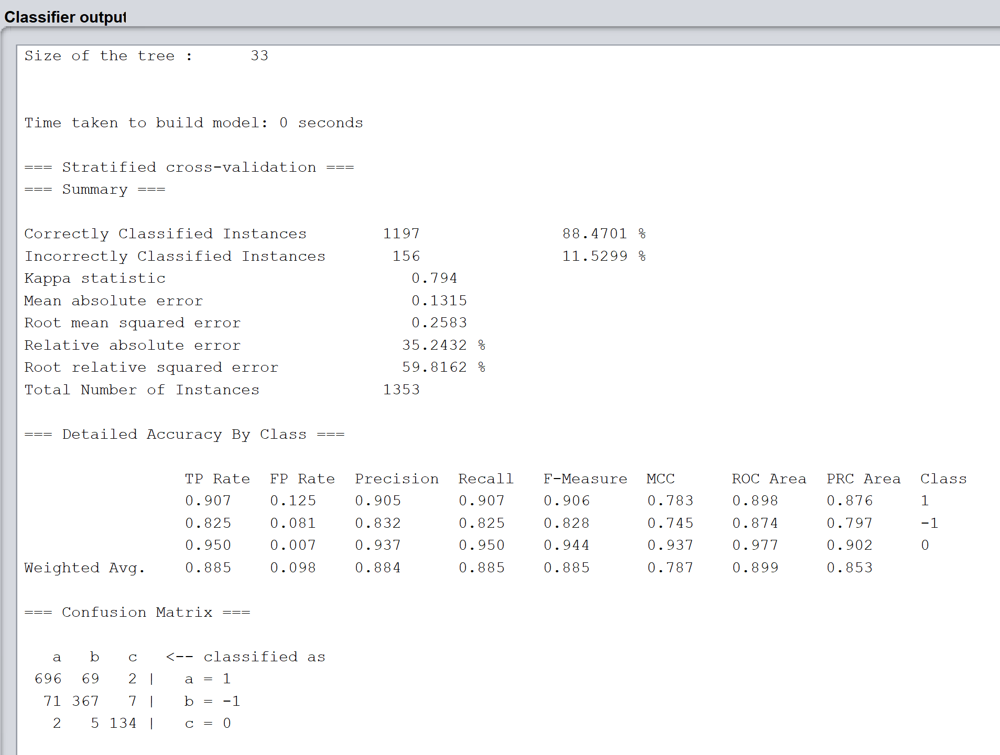 Classifier output
Size of the tree : 33
Time taken to build model: 0 seconds
=== Stratified cross-validation ===
=== Summary ===
Correctly Classified Instances 1197 88.4701 %
Incorrectly Classified Instances 156 11.5299 %
Kappa statistic 0.794
Mean absolute error 0.1315
Root mean squared error 0.2583
Relative absolute error 35.2432 %
Root relative squared error 59.8162 %
Total Number of Instances 1353
=== Detailed Accuracy By Class ===
TP Rate FP Rate Precision Recall F-Measure MCC ROC Area PRC Area Class
0.907 0.125 0.905 0.907 0.906 0.783 0.898 0.876 1
0.825 0.081 0.832 0.825 0.828 0.745 0.874 0.797 -1
0.950 0.007 0.937 0.950 0.944 0.937 0.977 0.902 0
Weighted Avg. 0.885 0.098 0.884 0.885 0.885 0.787 0.899 0.853
=== Confusion Matrix ===
a b c <-- classified as
696 69 2 | a = 1
71 367 7 | b = -1
2 5 134 | c = 0